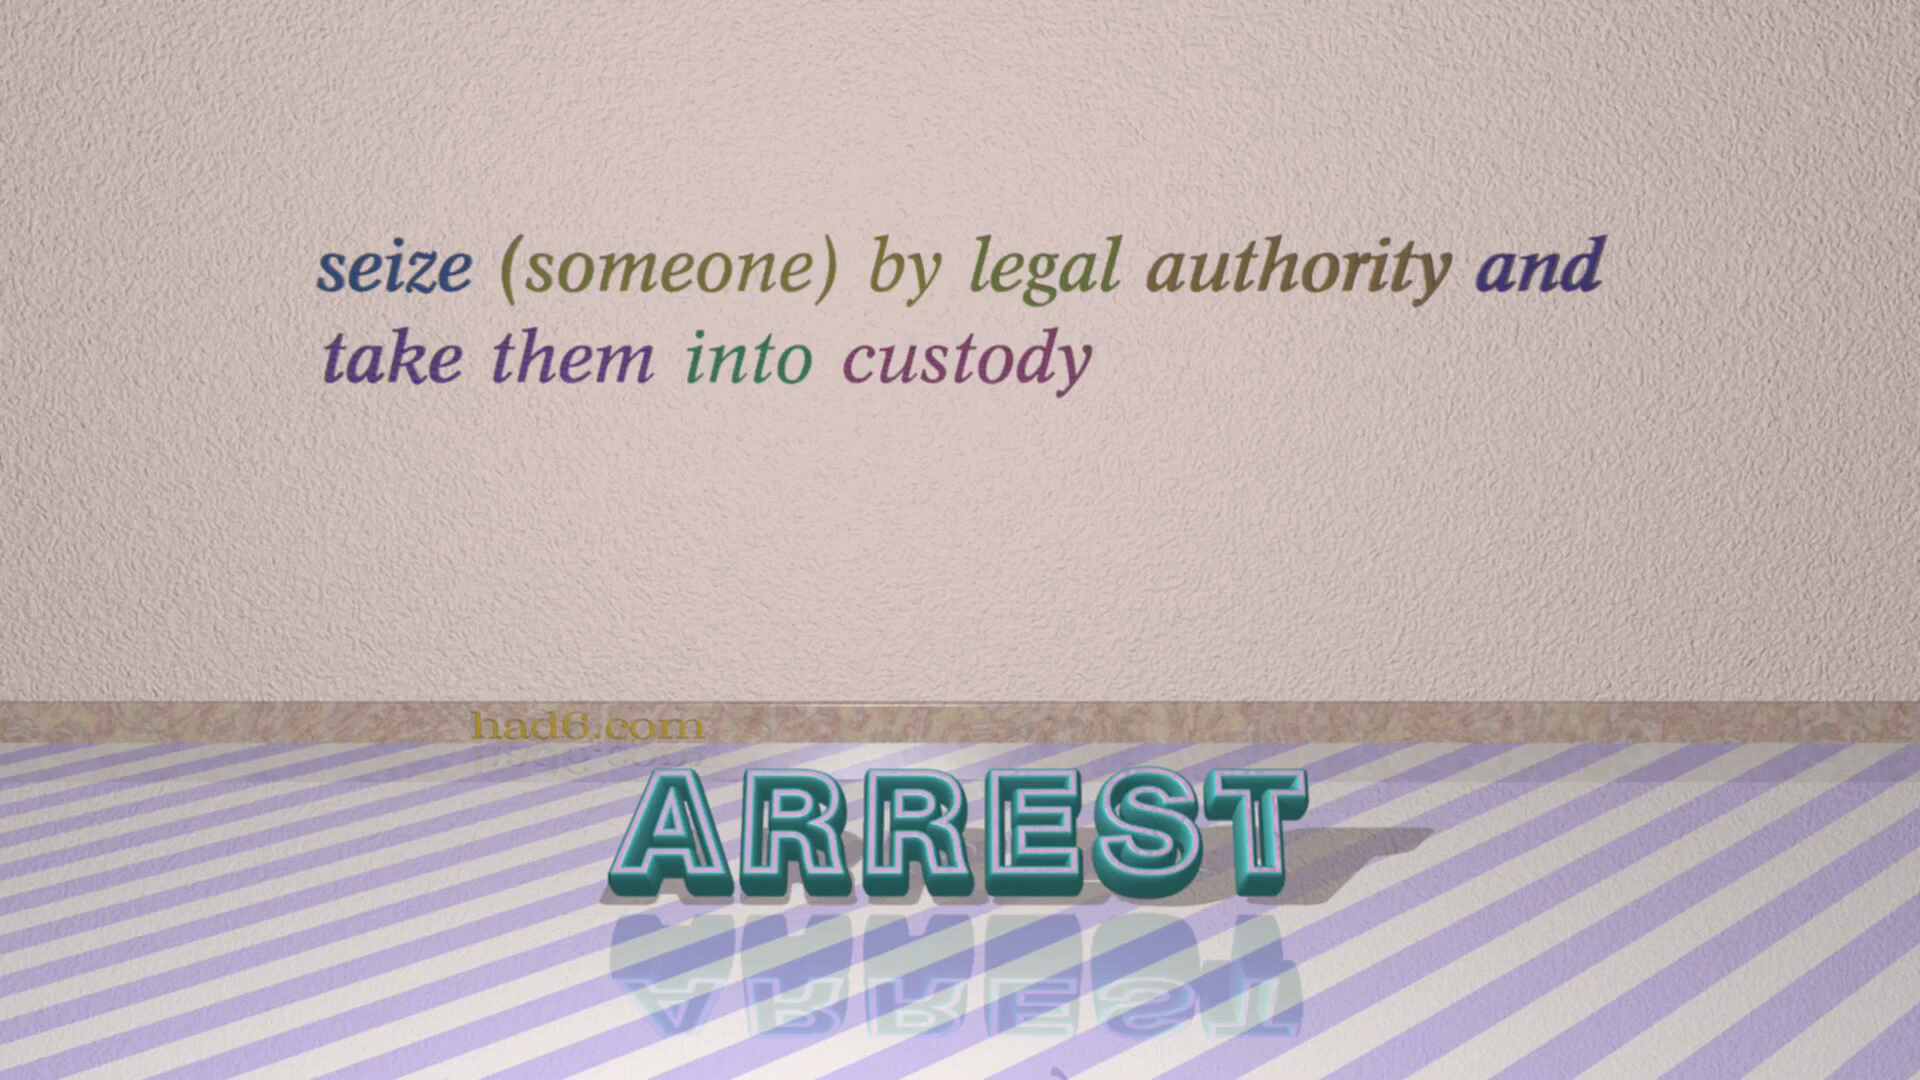 seize (someone) by legal authority and
take them into custody
had6.com
ARREST